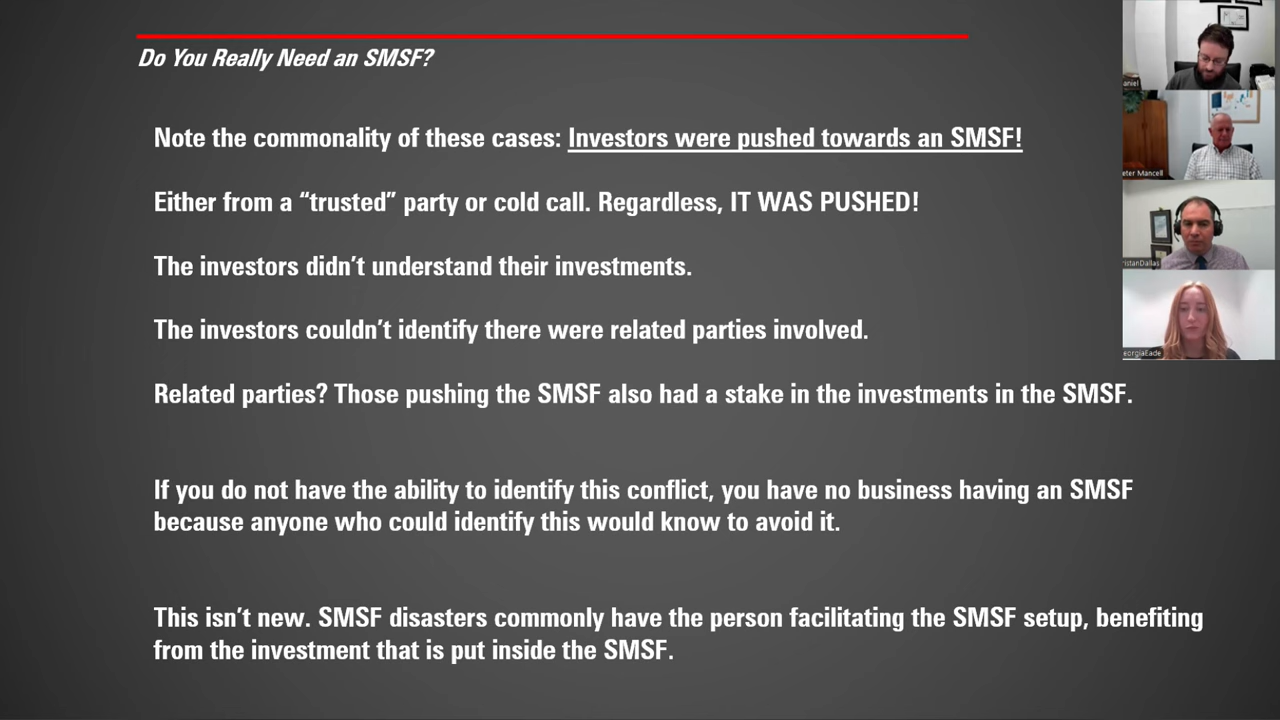 Do You Really Need an SMSF?
Note the commonality of these cases: Investors were pushed towards an SMSF!
Either from a “trusted” party or cold call. Regardless, IT WAS PUSHED!
The investors didn’t understand their investments.
The investors couldn’t identify there were related parties involved.
Related parties? Those pushing the SMSF also had a stake in the investments in the SMSF.
If you do not have the ability to identify this conflict, you have no business having an SMSF
because anyone who could identify this would know to avoid it.
This isn’t new. SMSF disasters commonly have the person facilitating the SMSF setup, benefiting
from the investment that is put inside the SMSF.
aniel
eter Mancell
ristanDallas
eorgiaEade